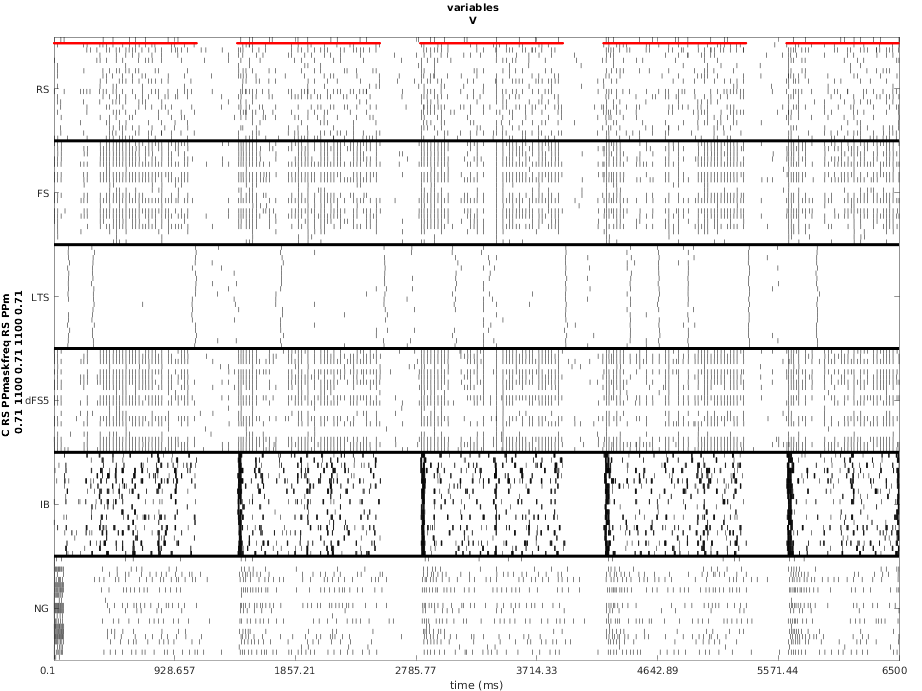 variables
V
RS
FS
LTS
dFS5
IB
NG
C RS PPmaskfreq RS PPm
0.71 1100 0.71 1100 0.71
0.1 928.657 1857.21 2785.77 3714.33 4642.89 5571.44 6500
time (ms)